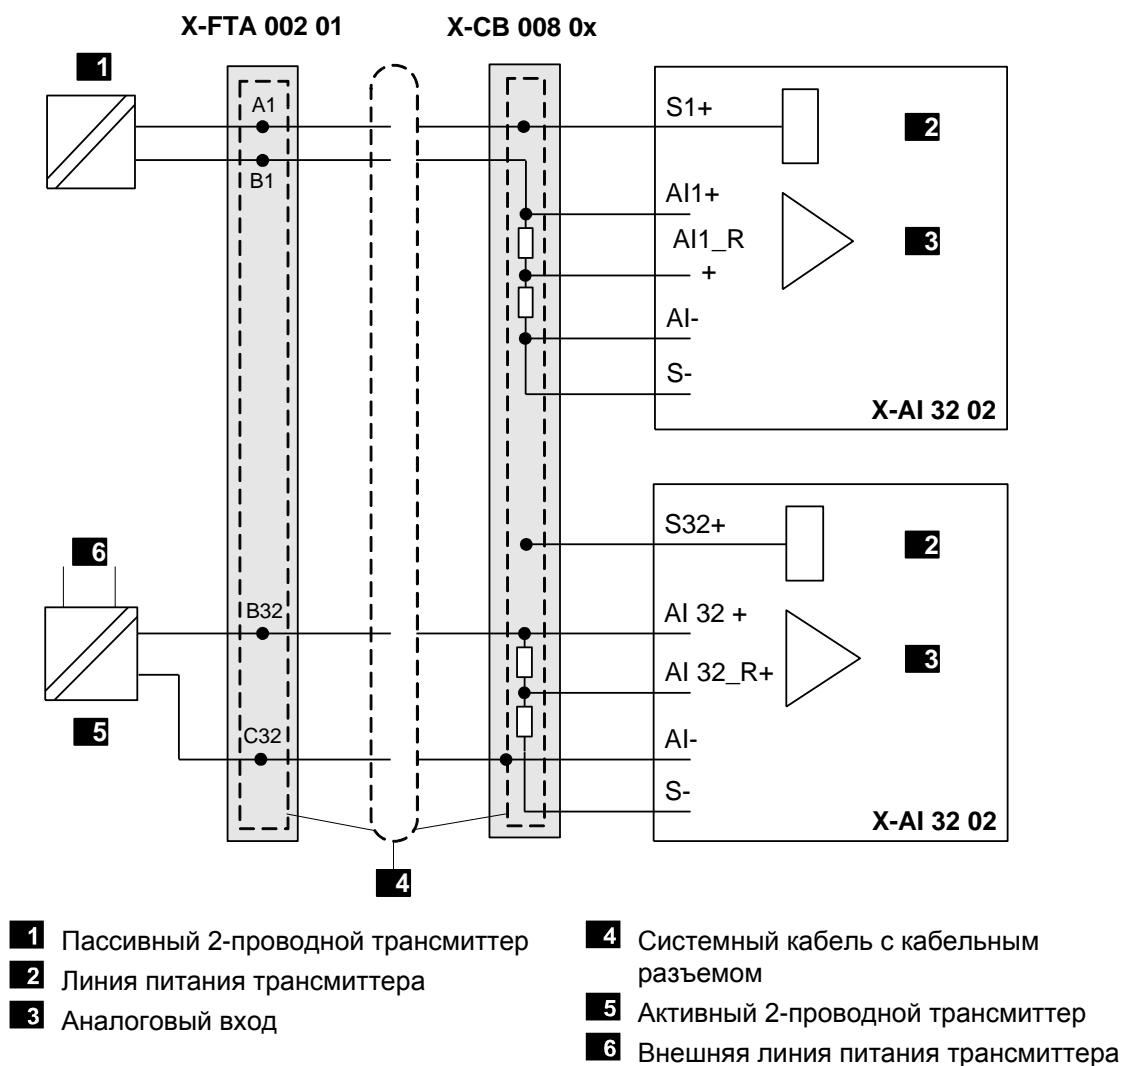 X-FTA 002 01
X-CB 008 0x
1
A1
B1
S1+
2
AI1+
AI1_R
+
3
AI-
S-
X-AI 32 02
S32+
2
6
B32
AI 32 +
AI 32_R+
3
5
C32
AI-
S-
X-AI 32 02
4
1 Пассивный 2-проводной трансмиттер
2 Линия питания трансмиттера
3 Аналоговый вход
4 Системный кабель с кабельным
разъемом
5 Активный 2-проводной трансмиттер
6 Внешняя линия питания трансмиттера